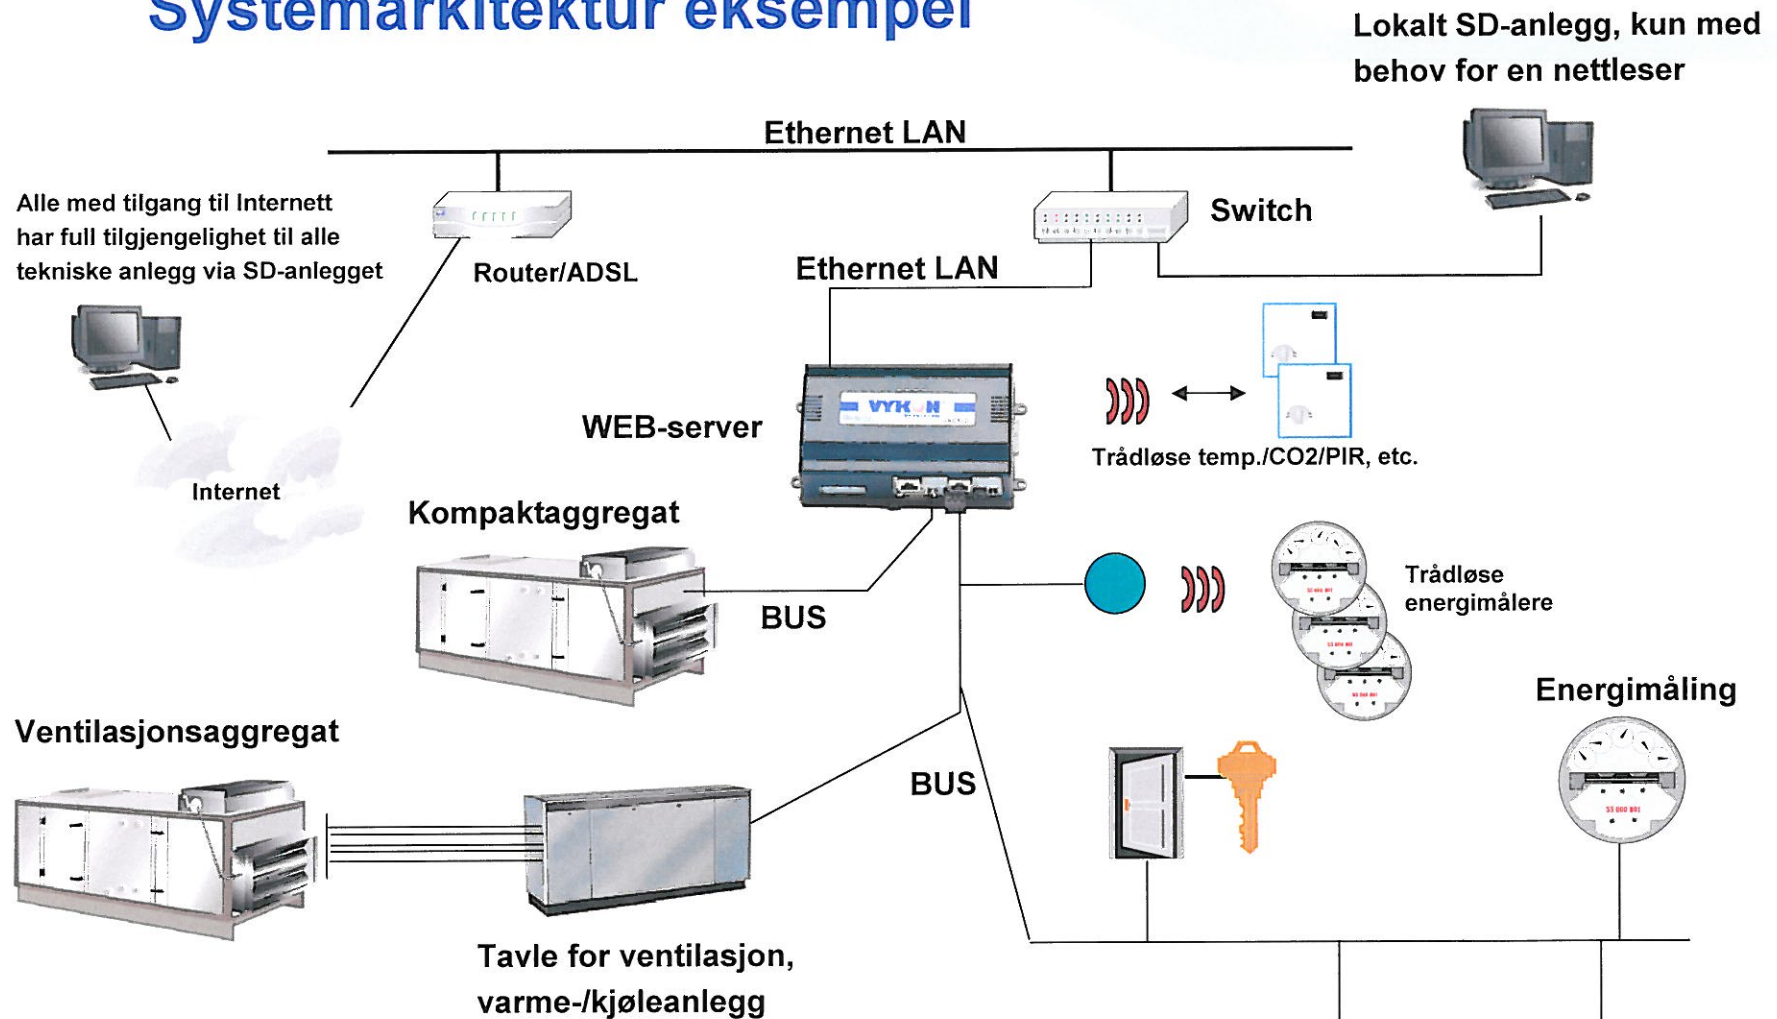 Systemarkitektur eksempel
Lokalt SD-anlegg, kun med
behov for en nettleser
Ethernet LAN
Alle med tilgang til Internett
har full tilgjengelighet til alle
tekniske anlegg via SD-anlegget
Router/ADSL
Switch
Ethernet LAN
WEB-server
VYKON
Trådløse temp./CO2/PIR, etc.
Internet
Kompaktaggregat
BUS
Trådløse
energimålere
Energimåling
Ventilasjonsaggregat
BUS
Tavle for ventilasjon,
varme-/kjøleanlegg